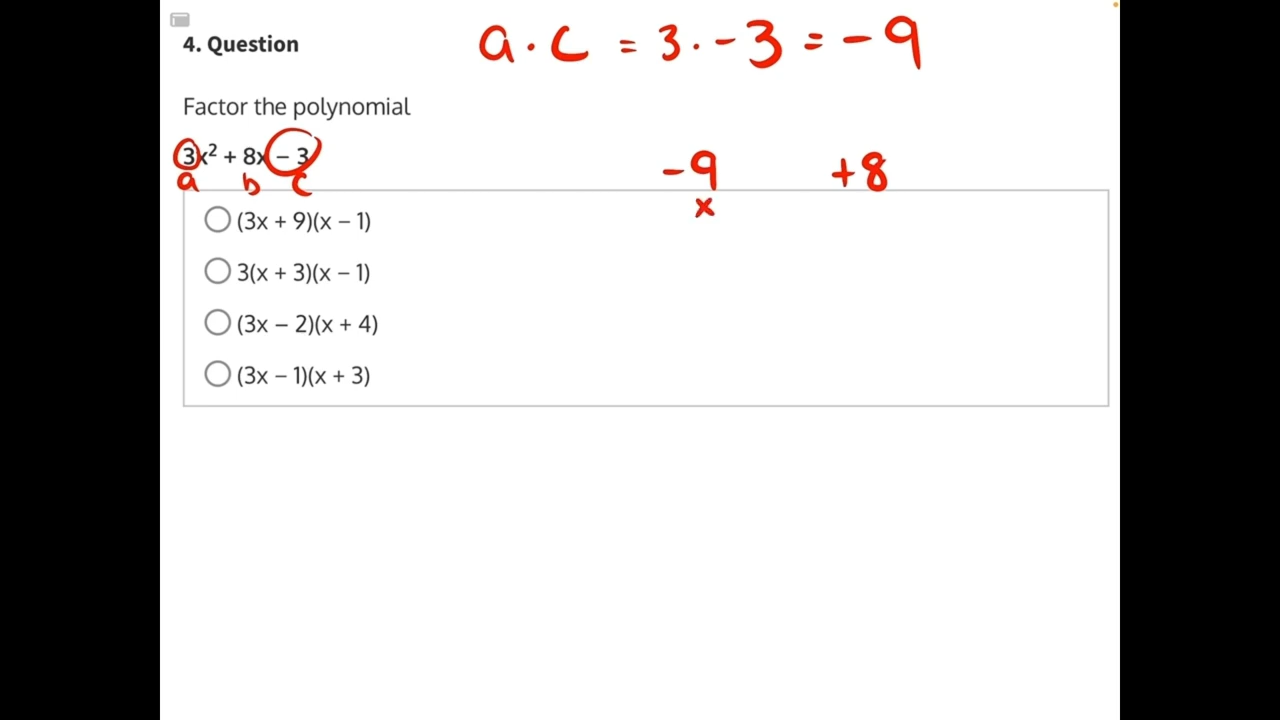 4. Question
a · c = 3 · - 3 = - 9
Factor the polynomial
3x² + 8x − 3
a b c
-9 +8
x
(3x + 9)(x − 1)
3(x + 3)(x − 1)
(3x − 2)(x + 4)
(3x − 1)(x + 3)